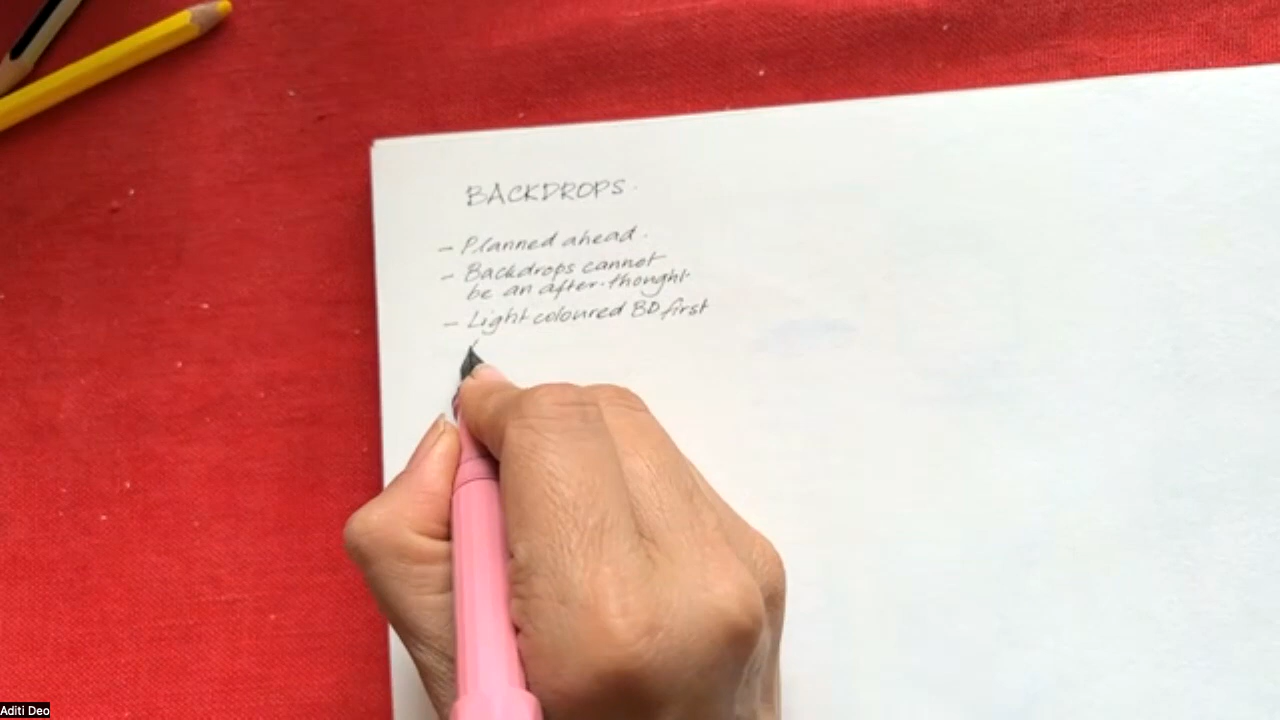 BACKDROPS.
- Planned ahead.
- Backdrops cannot
be an after-thought.
- Light coloured BD first
Aditi Deo